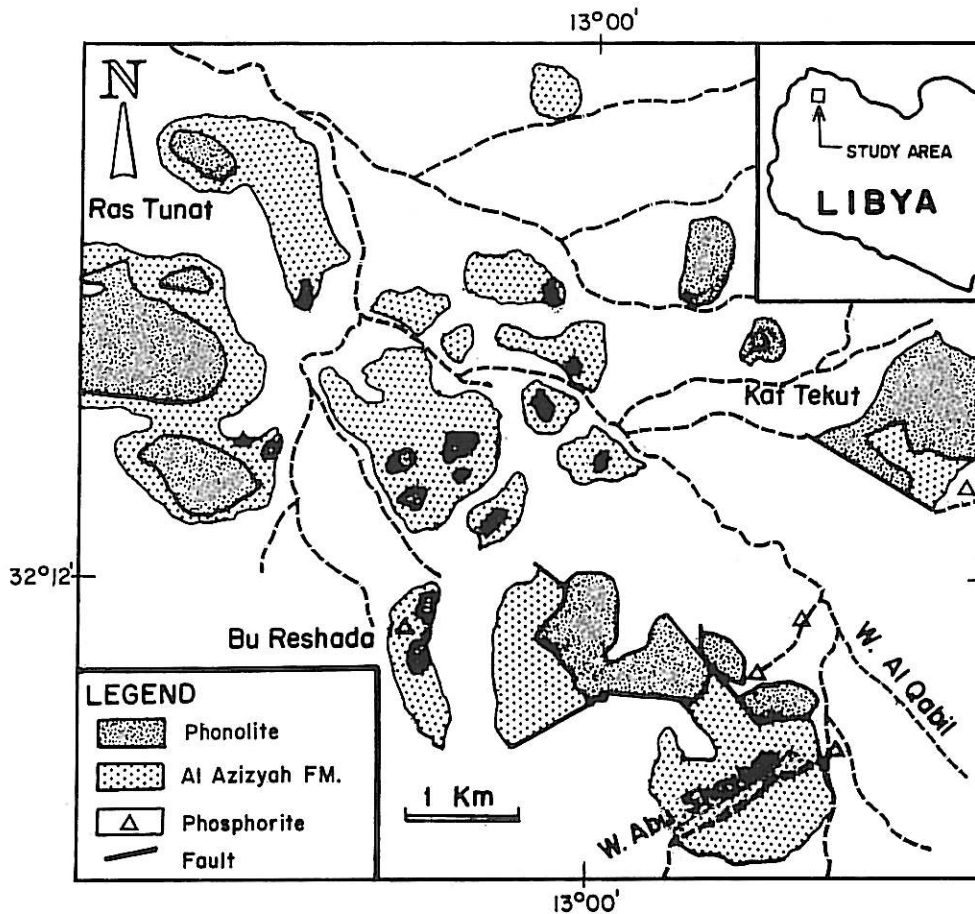 13°00'
N
STUDY AREA
LIBYA
Ras Tunat
Kaf Tekut
32°12'
Bu Reshada
W. Al Qabil
LEGEND
Phonolite
Al Azizyah FM.
Phosphorite
Fault
1 Km
W. Abu
13°00'